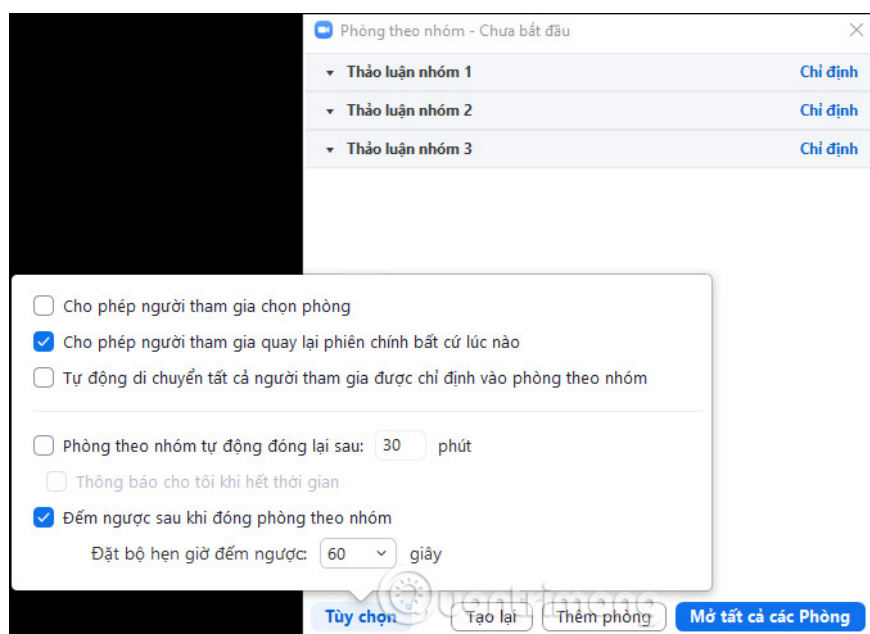 Phòng theo nhóm - Chưa bắt đầu
Thảo luận nhóm 1 Chỉ định
Thảo luận nhóm 2 Chỉ định
Thảo luận nhóm 3 Chỉ định
Cho phép người tham gia chọn phòng
Cho phép người tham gia quay lại phiên chính bất cứ lúc nào
Tự động di chuyển tất cả người tham gia được chỉ định vào phòng theo nhóm
Phòng theo nhóm tự động đóng lại sau: 30 phút
Thông báo cho tôi khi hết thời gian
Đếm ngược sau khi đóng phòng theo nhóm
Đặt bộ hẹn giờ đếm ngược: 60 giây
Quantrimang
Tùy chọn Tạo lại Thêm phòng Mở tất cả các Phòng